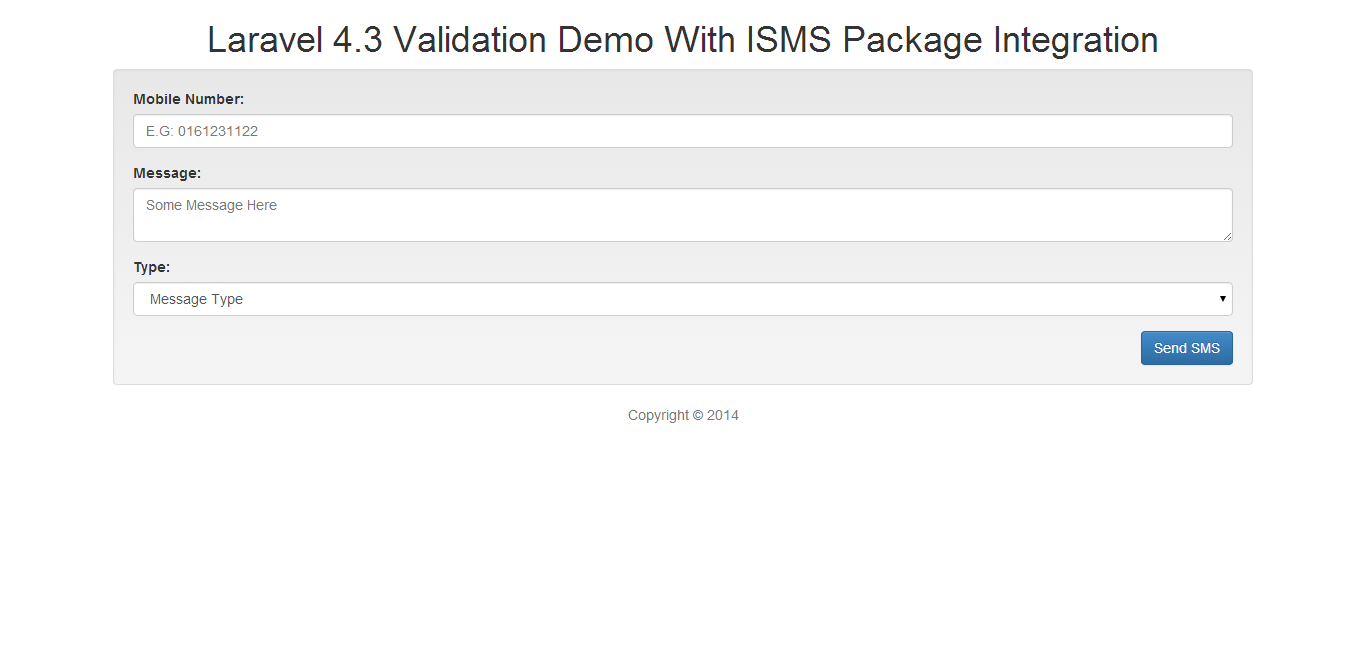 Laravel 4.3 Validation Demo With ISMS Package Integration
Mobile Number:
E.G: 0161231122
Message:
Some Message Here
Type:
Message Type
Send SMS
Copyright © 2014